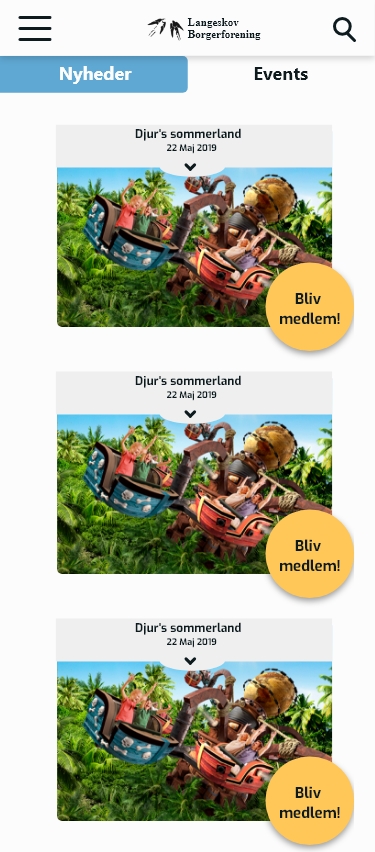 Langeskov
Borgerforening
Nyheder
Events
Djur's sommerland
22 Maj 2019
Bliv
medlem!
Djur's sommerland
22 Maj 2019
Bliv
medlem!
Djur's sommerland
22 Maj 2019
Bliv
medlem!